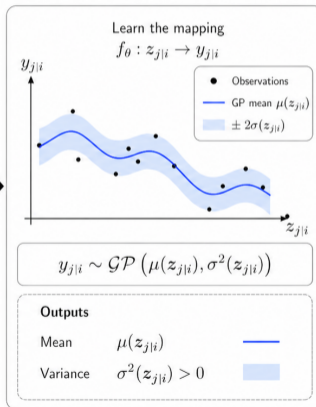 Learn the mapping
f_θ : z_{j|i} → y_{j|i}
y_{j|i}
Observations
GP mean μ(z_{j|i})
± 2σ(z_{j|i})
z_{j|i}
y_{j|i} ∼ 𝒢𝒫 (μ(z_{j|i}), σ²(z_{j|i}))
Outputs
Mean μ(z_{j|i})
Variance σ²(z_{j|i}) > 0